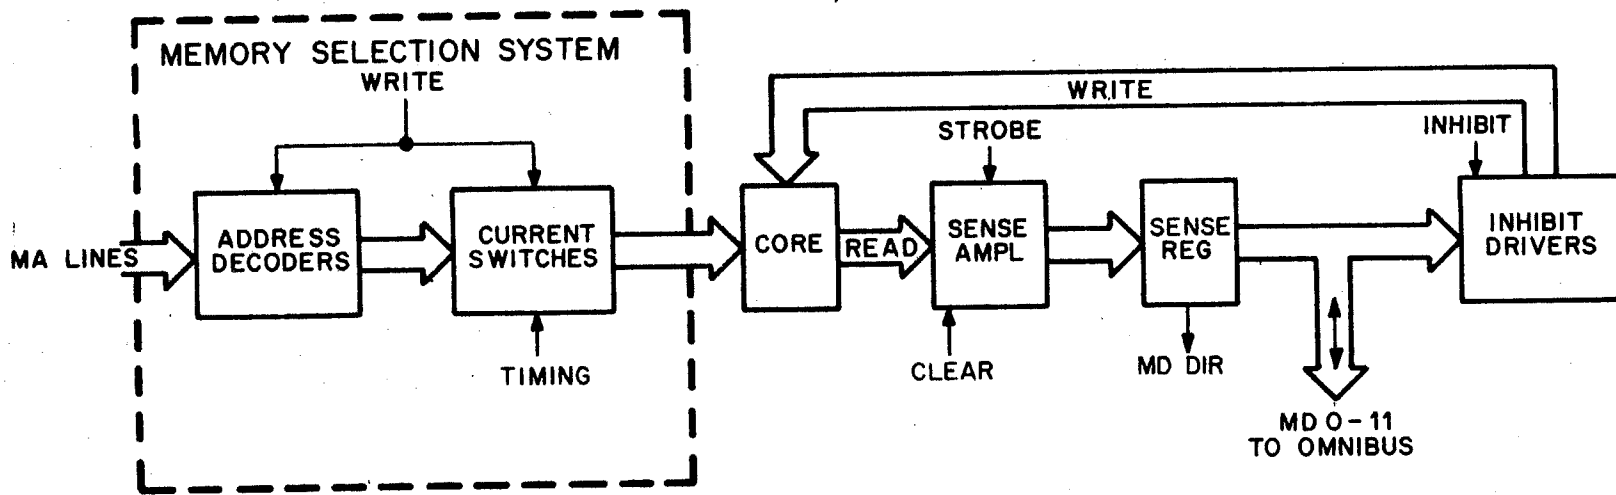 MEMORY SELECTION SYSTEM
WRITE
WRITE
STROBE
INHIBIT
MA LINES
ADDRESS
DECODERS
CURRENT
SWITCHES
CORE
READ
SENSE
AMPL
SENSE
REG
INHIBIT
DRIVERS
TIMING
CLEAR
MD DIR
MD 0-11
TO OMNIBUS